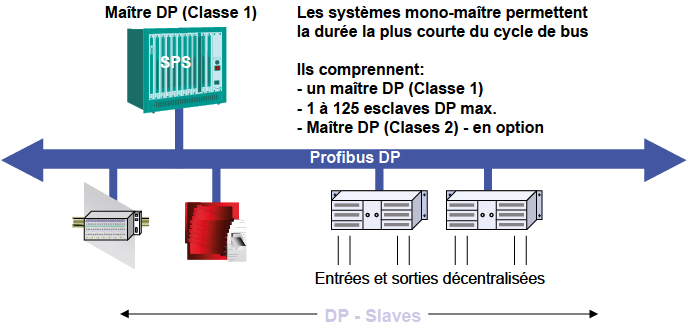 Maître DP (Classe 1)
Les systèmes mono-maître permettent
la durée la plus courte du cycle de bus
Ils comprennent:
- un maître DP (Classe 1)
- 1 à 125 esclaves DP max.
- Maître DP (Clases 2) - en option
SPS
Profibus DP
Entrées et sorties décentralisées
DP - Slaves